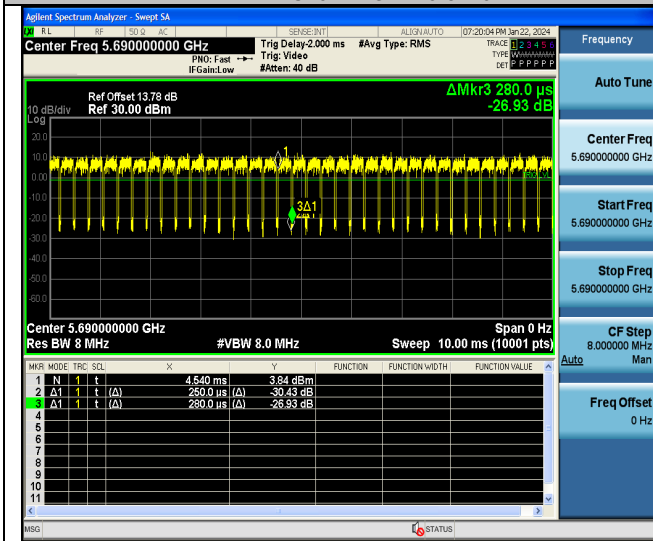 Agilent Spectrum Analyzer - Swept SA
RL RF 50 Ω AC SENSE:INT ALIGN AUTO 07:20:04 PM Jan 22, 2024
Center Freq 5.690000000 GHz
PNO: Fast
IFGain:Low
Trig Delay-2.000 ms
Trig: Video
#Atten: 40 dB
#Avg Type: RMS
TRACE 1 2 3 4 5 6
TYPE WWWWWW
DET P P P P P P
Ref Offset 13.78 dB
Ref 30.00 dBm
10 dB/div
Log
ΔMkr3 280.0 µs
-26.93 dB
20.0
10.0
0.00
-10.0
-20.0
-30.0
-40.0
-50.0
-60.0
1
3Δ1
Center 5.690000000 GHz
Res BW 8 MHz
#VBW 8.0 MHz
Span 0 Hz
Sweep 10.00 ms (10001 pts)
MKR MODE TRC SCL X Y FUNCTION FUNCTION WIDTH FUNCTION VALUE
1 N 1 t 4.540 ms 3.84 dBm
2 Δ1 1 t (Δ) 250.0 µs (Δ) -30.43 dB
3 Δ1 1 t (Δ) 280.0 µs (Δ) -26.93 dB
4
5
6
7
8
9
10
11
MSG
STATUS
Frequency
Auto Tune
Center Freq
5.690000000 GHz
Start Freq
5.690000000 GHz
Stop Freq
5.690000000 GHz
CF Step
8.000000 MHz
Auto Man
Freq Offset
0 Hz